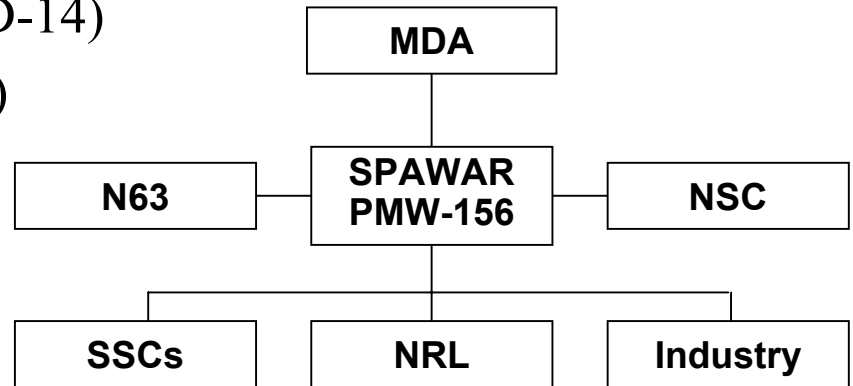 D-14)
)
MDA
N63
SPAWAR
PMW-156
NSC
SSCs
NRL
Industry